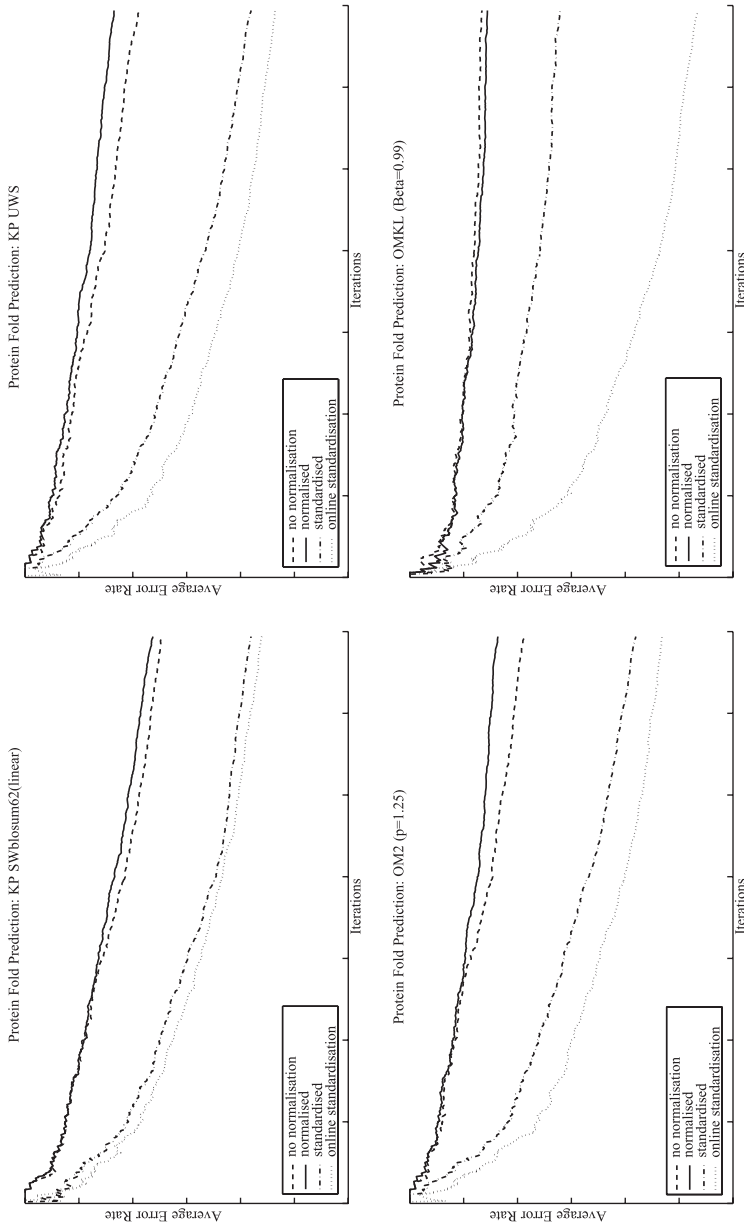 Protein Fold Prediction: KP SWblosum62(linear)
Average Error Rate
no normalisation
normalised
standardised
online standardisation
Iterations
Protein Fold Prediction: KP UWS
Average Error Rate
no normalisation
normalised
standardised
online standardisation
Iterations
Protein Fold Prediction: OM2 (p=1.25)
Average Error Rate
no normalisation
normalised
standardised
online standardisation
Iterations
Protein Fold Prediction: OMKL (Beta=0.99)
Average Error Rate
no normalisation
normalised
standardised
online standardisation
Iterations